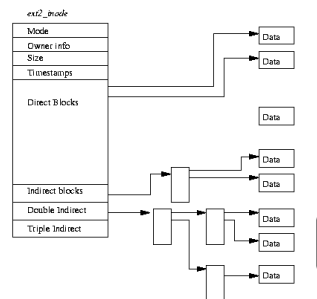 ext2_inode
Mode
Owner info
Size
Timestamps
Direct Blocks
Indirect blocks
Double Indirect
Triple Indirect
Data
Data
Data
Data
Data
Data
Data
Data